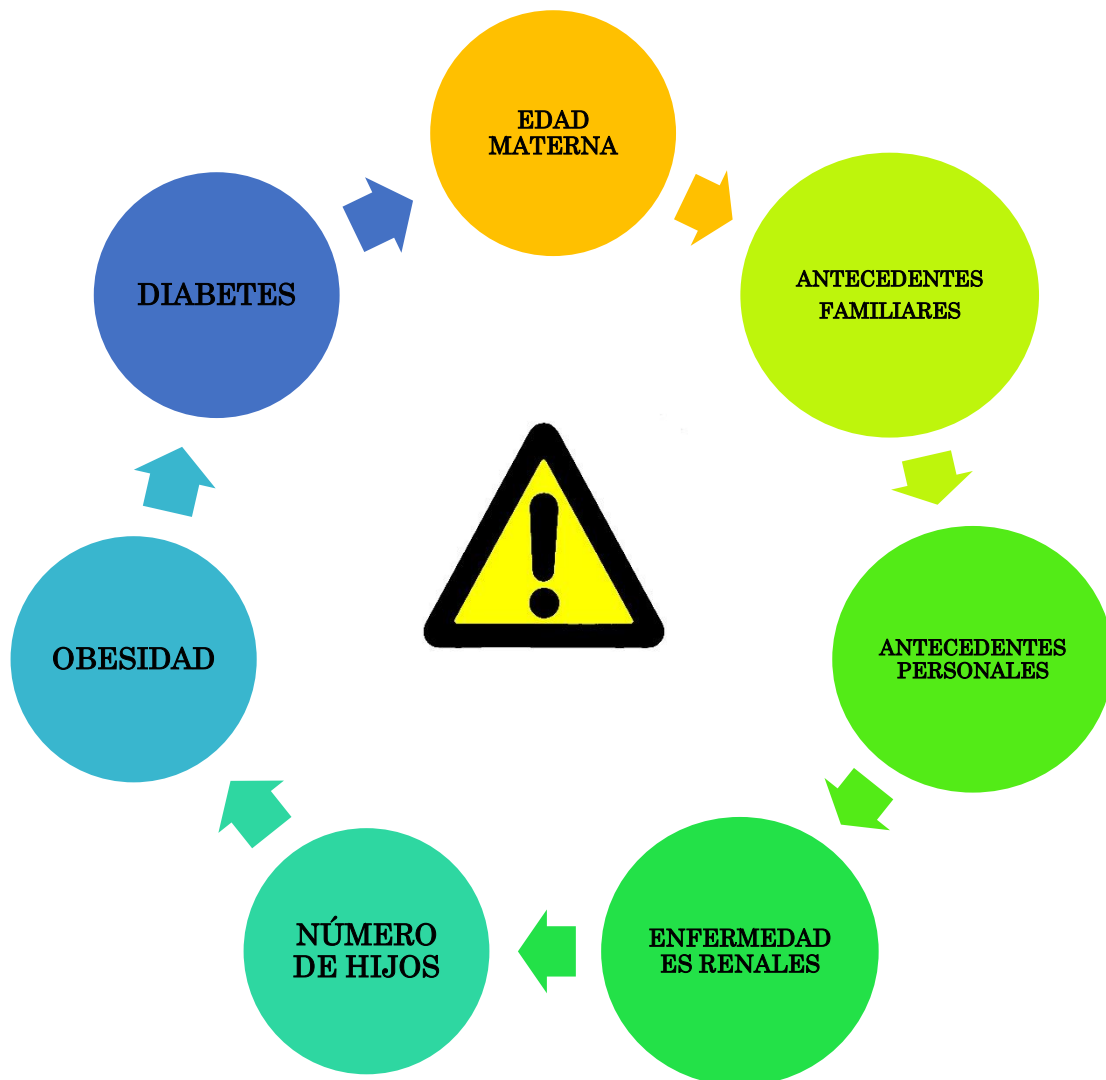 EDAD
MATERNA
ANTECEDENTES
FAMILIARES
ANTECEDENTES
PERSONALES
ENFERMEDAD
ES RENALES
NÚMERO
DE HIJOS
OBESIDAD
DIABETES